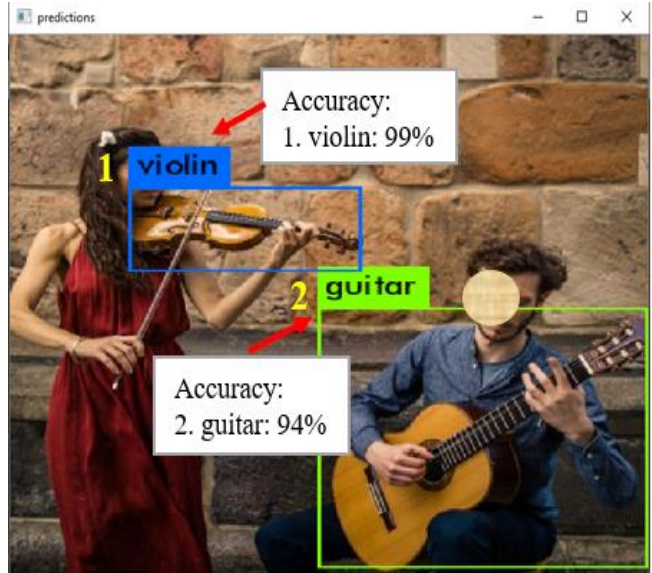 predictions
Accuracy:
1. violin: 99%
1
violin
2
guitar
Accuracy:
2. guitar: 94%